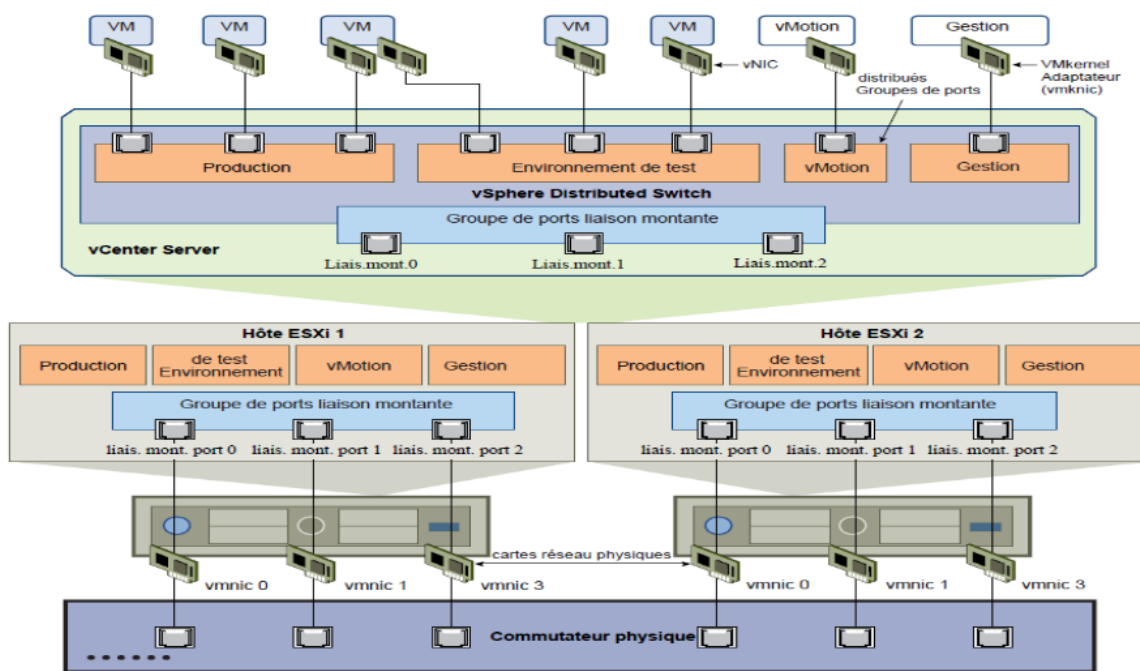 VM
VM
VM
VM
VM
vMotion
Gestion
vNIC
distribués
Groupes de ports
VMkernel
Adaptateur
(vmknic)
Production
Environnement de test
vMotion
Gestion
vSphere Distributed Switch
Groupe de ports liaison montante
vCenter Server
Liais.mont.0
Liais.mont.1
Liais.mont.2
Hôte ESXi 1
Production
de test
Environnement
vMotion
Gestion
Groupe de ports liaison montante
liais. mont. port 0
liais. mont. port 1
liais. mont. port 2
Hôte ESXi 2
Production
de test
Environnement
vMotion
Gestion
Groupe de ports liaison montante
liais. mont. port 0
liais. mont. port 1
liais. mont. port 2
cartes réseau physiques
vmnic 0
vmnic 1
vmnic 3
vmnic 0
vmnic 1
vmnic 3
Commutateur physique
......